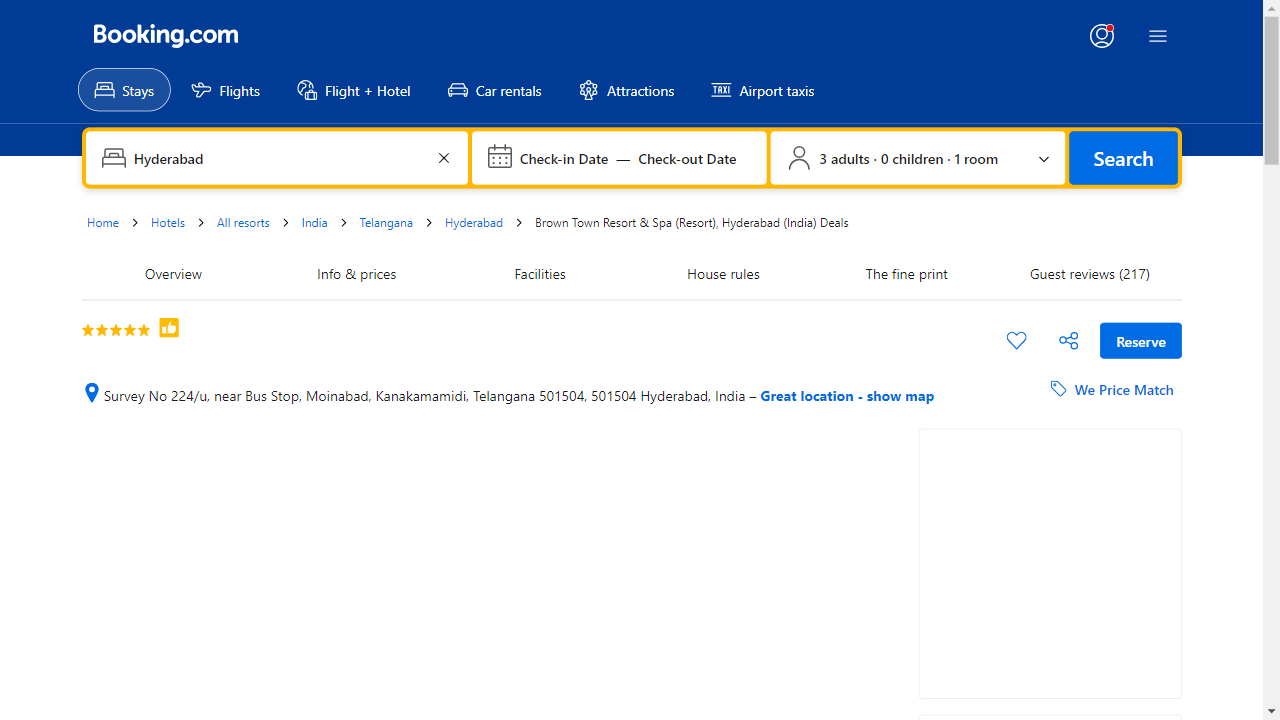 Booking.com
Stays
Flights
Flight + Hotel
Car rentals
Attractions
TAXI Airport taxis
Hyderabad
Check-in Date — Check-out Date
3 adults · 0 children · 1 room
Search
Home
Hotels
All resorts
India
Telangana
Hyderabad
Brown Town Resort & Spa (Resort), Hyderabad (India) Deals
Overview
Info & prices
Facilities
House rules
The fine print
Guest reviews (217)
Reserve
Survey No 224/u, near Bus Stop, Moinabad, Kanakamamidi, Telangana 501504, 501504 Hyderabad, India – Great location - show map
We Price Match